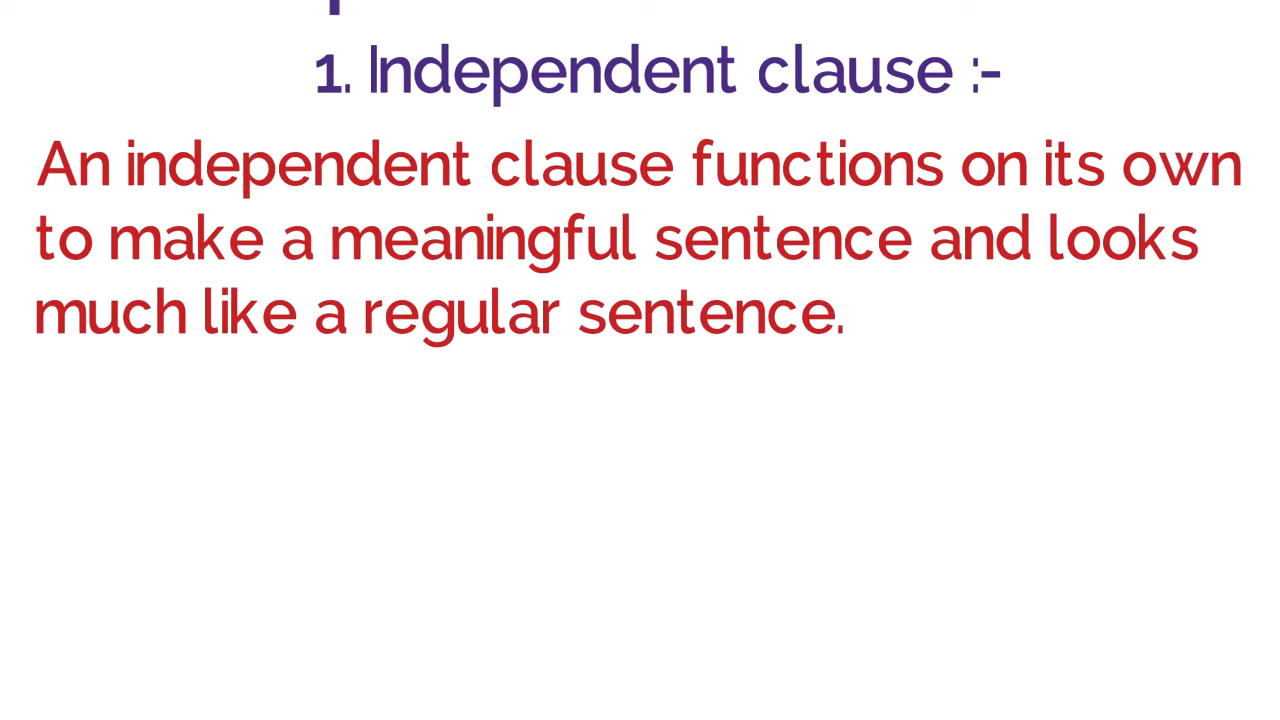 1. Independent clause :-
An independent clause functions on its own
to make a meaningful sentence and looks
much like a regular sentence.